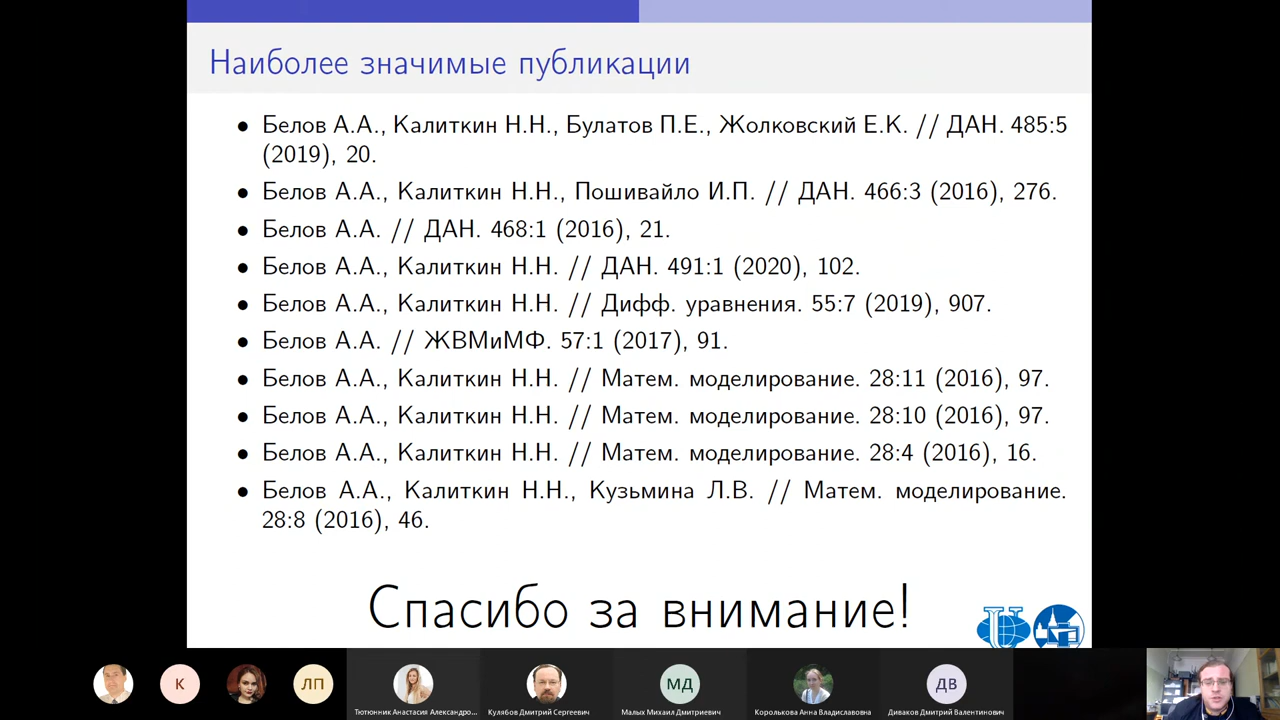 Наиболее значимые публикации
• Белов А.А., Калиткин Н.Н., Булатов П.Е., Жолковский Е.К. // ДАН. 485:5
(2019), 20.
• Белов А.А., Калиткин Н.Н., Пошивайло И.П. // ДАН. 466:3 (2016), 276.
• Белов А.А. // ДАН. 468:1 (2016), 21.
• Белов А.А., Калиткин Н.Н. // ДАН. 491:1 (2020), 102.
• Белов А.А., Калиткин Н.Н. // Дифф. уравнения. 55:7 (2019), 907.
• Белов А.А. // ЖВМиМФ. 57:1 (2017), 91.
• Белов А.А., Калиткин Н.Н. // Матем. моделирование. 28:11 (2016), 97.
• Белов А.А., Калиткин Н.Н. // Матем. моделирование. 28:10 (2016), 97.
• Белов А.А., Калиткин Н.Н. // Матем. моделирование. 28:4 (2016), 16.
• Белов А.А., Калиткин Н.Н., Кузьмина Л.В. // Матем. моделирование.
28:8 (2016), 46.
Спасибо за внимание!
К ЛП МД ДВ
Тютюнник Анастасия Александро... Кулябов Дмитрий Сергеевич Малых Михаил Дмитриевич Королькова Анна Владиславовна Диваков Дмитрий Валентинович